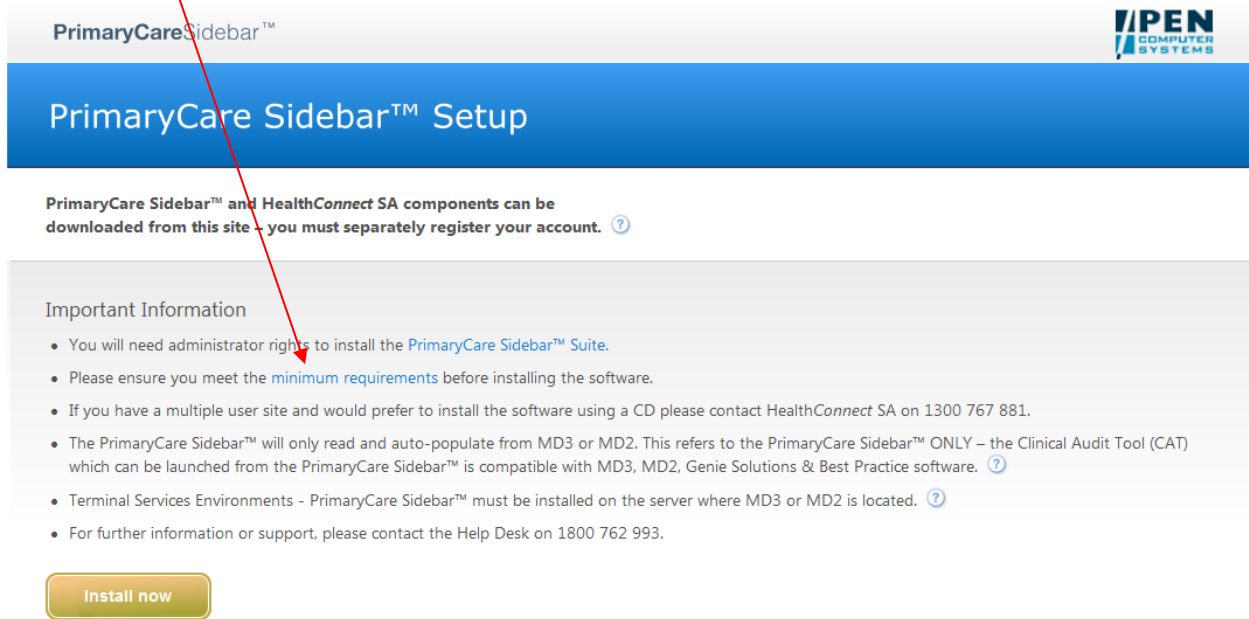 PrimaryCareSidebar™
PEN
COMPUTER
SYSTEMS
PrimaryCare Sidebar™ Setup
PrimaryCare Sidebar™ and HealthConnect SA components can be
downloaded from this site – you must separately register your account. ?
Important Information
• You will need administrator rights to install the PrimaryCare Sidebar™ Suite.
• Please ensure you meet the minimum requirements before installing the software.
• If you have a multiple user site and would prefer to install the software using a CD please contact HealthConnect SA on 1300 767 881.
• The PrimaryCare Sidebar™ will only read and auto-populate from MD3 or MD2. This refers to the PrimaryCare Sidebar™ ONLY – the Clinical Audit Tool (CAT)
which can be launched from the PrimaryCare Sidebar™ is compatible with MD3, MD2, Genie Solutions & Best Practice software. ?
• Terminal Services Environments - PrimaryCare Sidebar™ must be installed on the server where MD3 or MD2 is located. ?
• For further information or support, please contact the Help Desk on 1800 762 993.
Install now